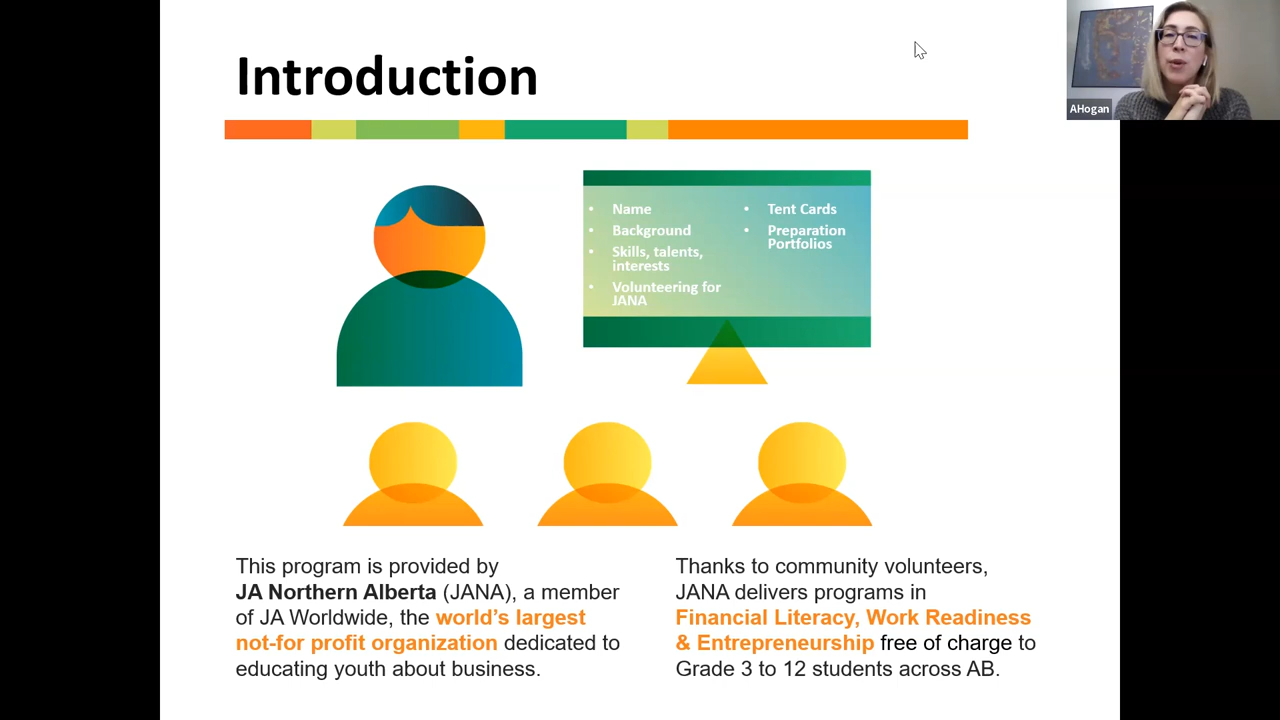 Introduction
AHogan
• Name
• Background
• Skills, talents,
interests
• Volunteering for
JANA
• Tent Cards
• Preparation
Portfolios
This program is provided by
JA Northern Alberta (JANA), a member
of JA Worldwide, the world's largest
not-for profit organization dedicated to
educating youth about business.
Thanks to community volunteers,
JANA delivers programs in
Financial Literacy, Work Readiness
& Entrepreneurship free of charge to
Grade 3 to 12 students across AB.